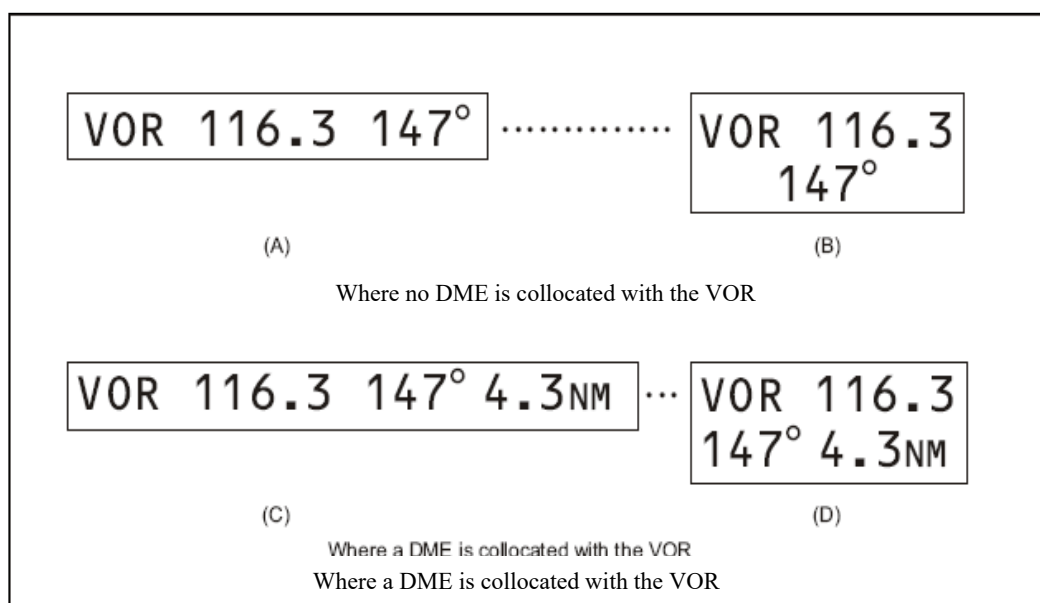 VOR 116.3 147° ..............
VOR 116.3
147°
(A)
(B)
Where no DME is collocated with the VOR
VOR 116.3 147° 4.3NM ...
VOR 116.3
147° 4.3NM
(C)
(D)
Where a DME is collocated with the VOR
Where a DME is collocated with the VOR